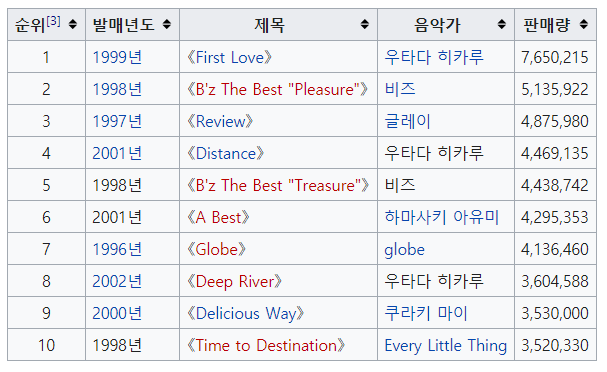 순위[3] 발매년도 제목 음악가 판매량
1 1999년 《First Love》 우타다 히카루 7,650,215
2 1998년 《B'z The Best "Pleasure"》 비즈 5,135,922
3 1997년 《Review》 글레이 4,875,980
4 2001년 《Distance》 우타다 히카루 4,469,135
5 1998년 《B'z The Best "Treasure"》 비즈 4,438,742
6 2001년 《A Best》 하마사키 아유미 4,295,353
7 1996년 《Globe》 globe 4,136,460
8 2002년 《Deep River》 우타다 히카루 3,604,588
9 2000년 《Delicious Way》 쿠라키 마이 3,530,000
10 1998년 《Time to Destination》 Every Little Thing 3,520,330